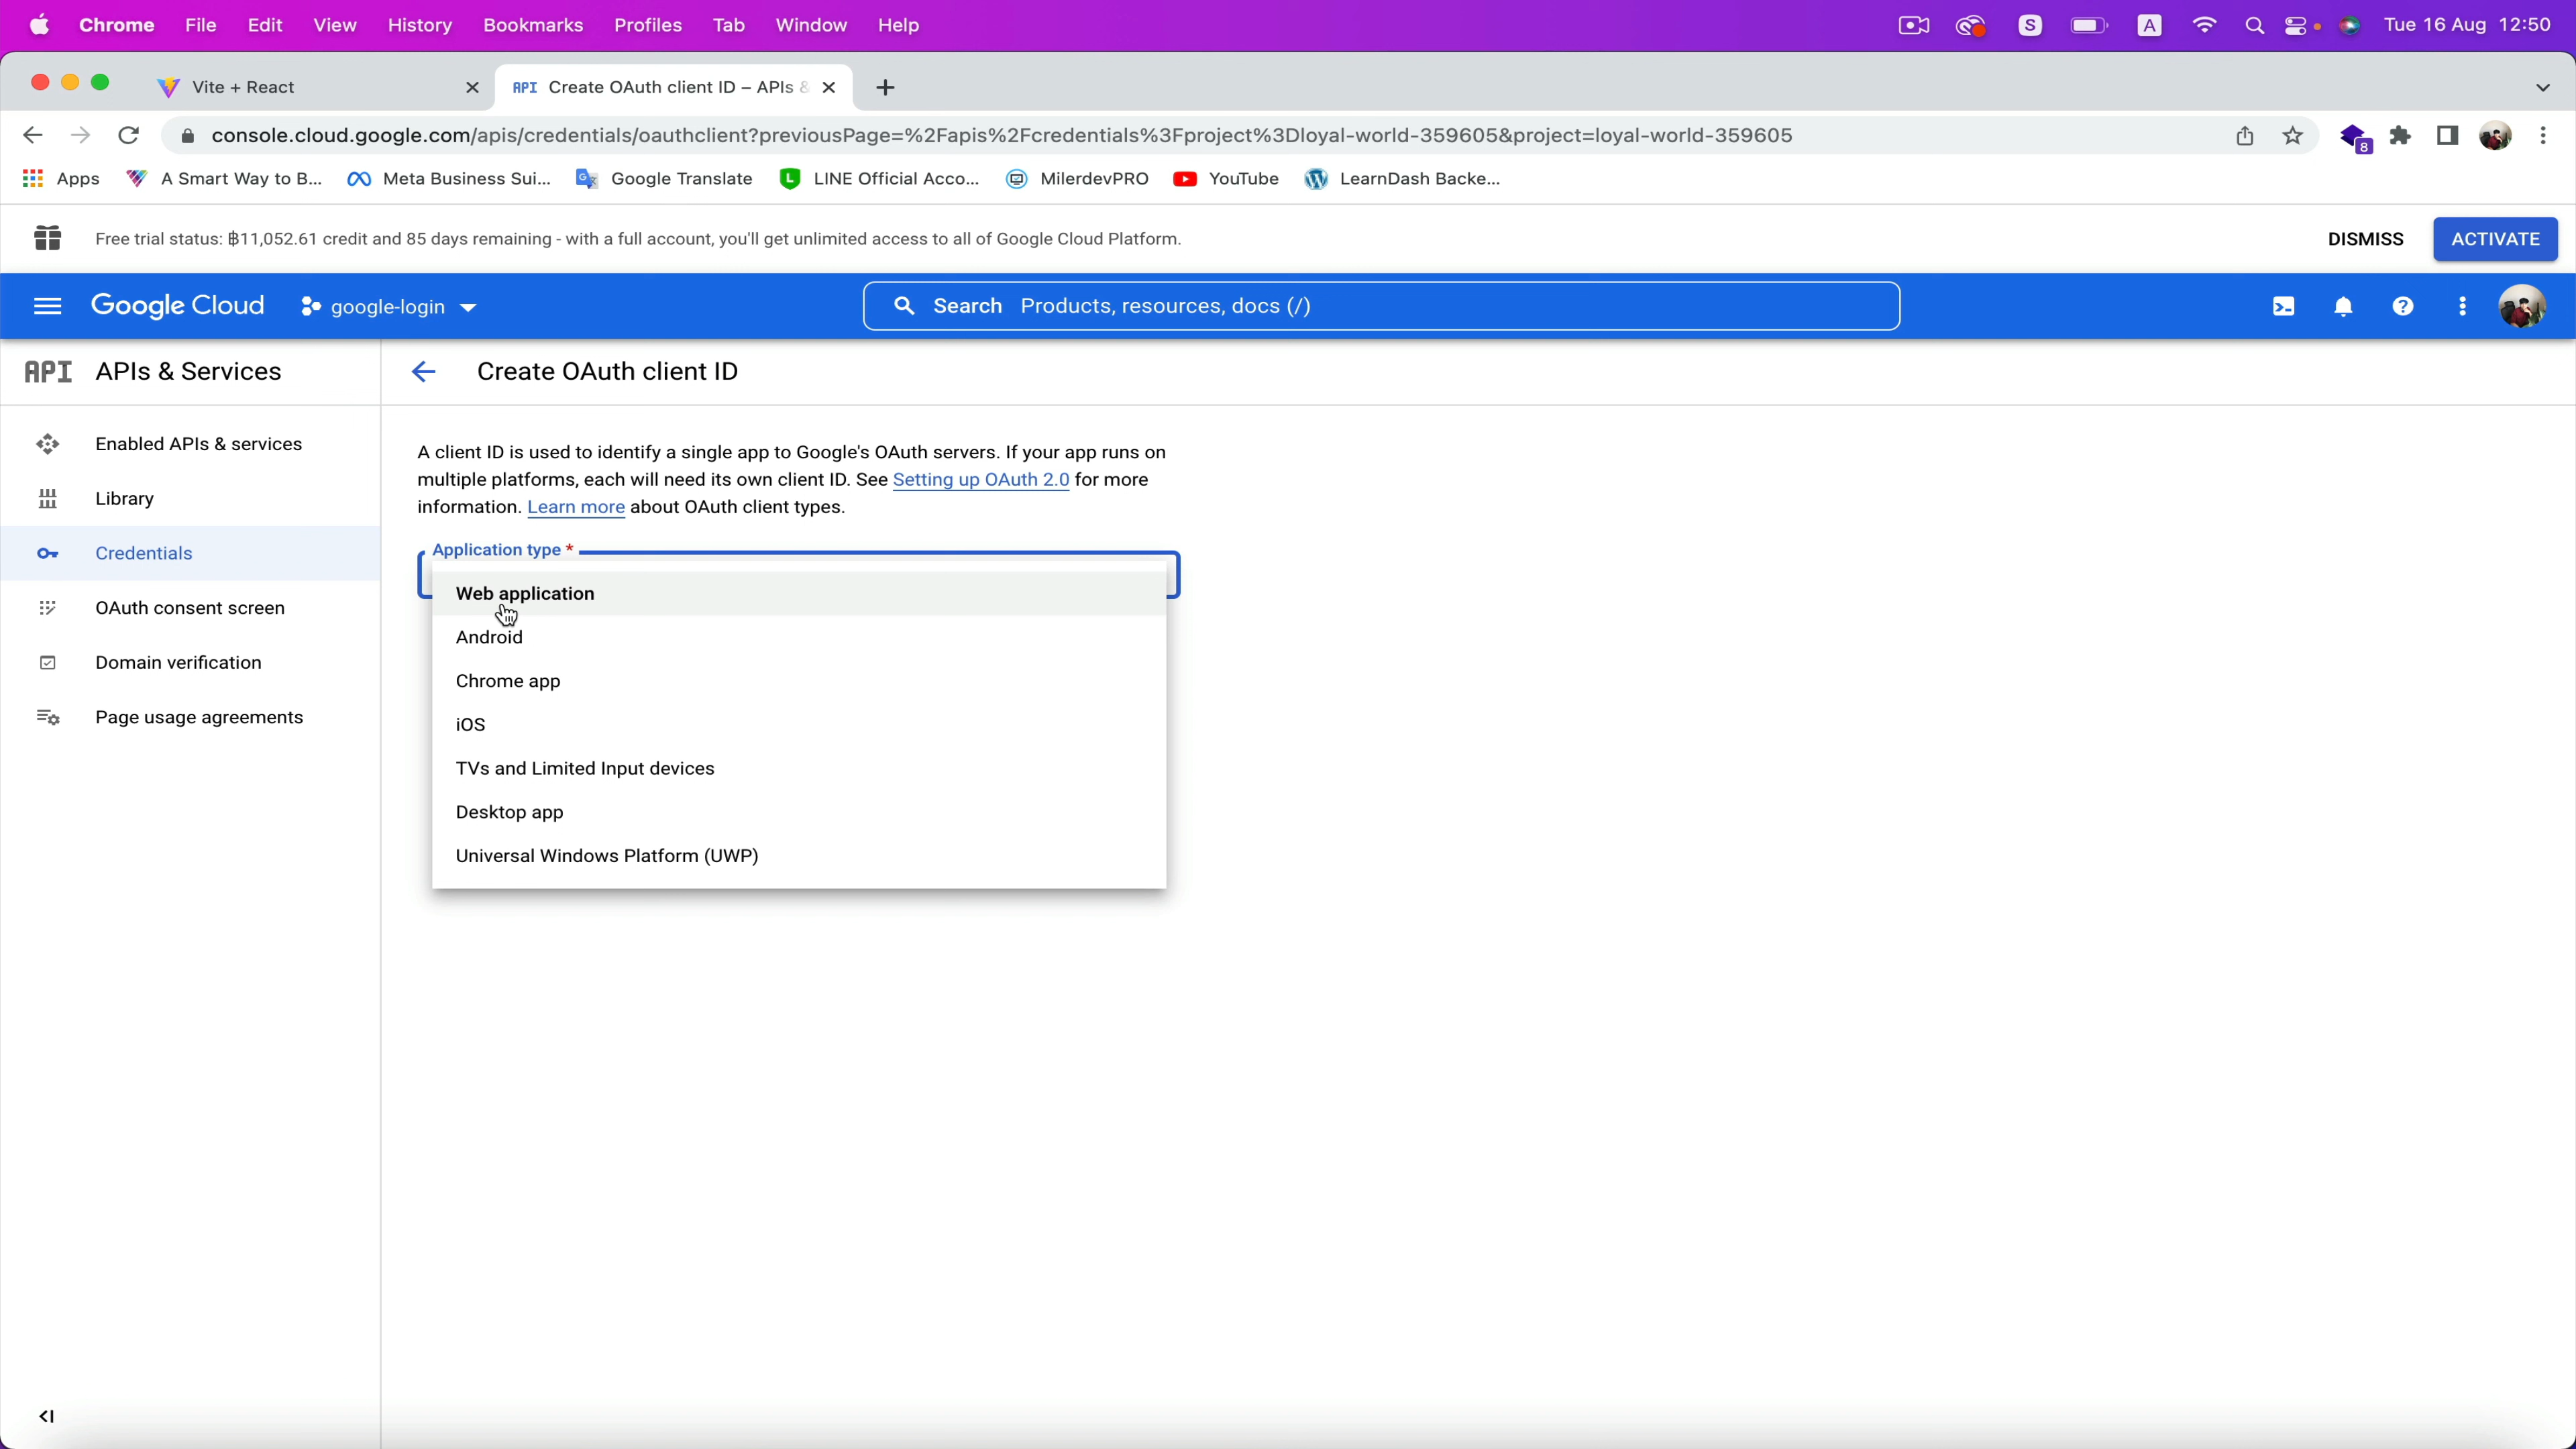 Chrome File Edit View History Bookmarks Profiles Tab Window Help S A Tue 16 Aug 12:50
Vite + React API Create OAuth client ID – APIs &
console.cloud.google.com/apis/credentials/oauthclient?previousPage=%2Fapis%2Fcredentials%3Fproject%3Dloyal-world-359605&project=loyal-world-359605 8
Apps A Smart Way to B... Meta Business Sui... Google Translate LINE Official Acco... MilerdevPRO YouTube LearnDash Backe...
Free trial status: ฿11,052.61 credit and 85 days remaining - with a full account, you'll get unlimited access to all of Google Cloud Platform. DISMISS ACTIVATE
Google Cloud google-login Search Products, resources, docs (/)
API APIs & Services Create OAuth client ID
Enabled APIs & services
Library
Credentials
OAuth consent screen
Domain verification
Page usage agreements
A client ID is used to identify a single app to Google's OAuth servers. If your app runs on
multiple platforms, each will need its own client ID. See Setting up OAuth 2.0 for more
information. Learn more about OAuth client types.
Application type *
Web application
Android
Chrome app
iOS
TVs and Limited Input devices
Desktop app
Universal Windows Platform (UWP)